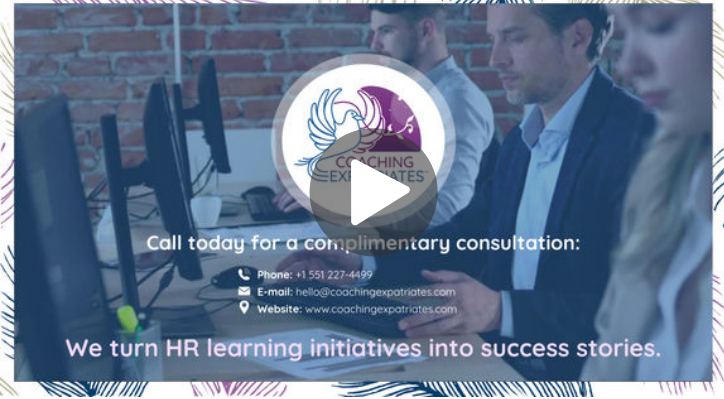 COACHING
EXPATRIATES
Call today for a complimentary consultation:
Phone: +1 551 227-4499
E-mail: hello@coachingexpatriates.com
Website: www.coachingexpatriates.com
We turn HR learning initiatives into success stories.